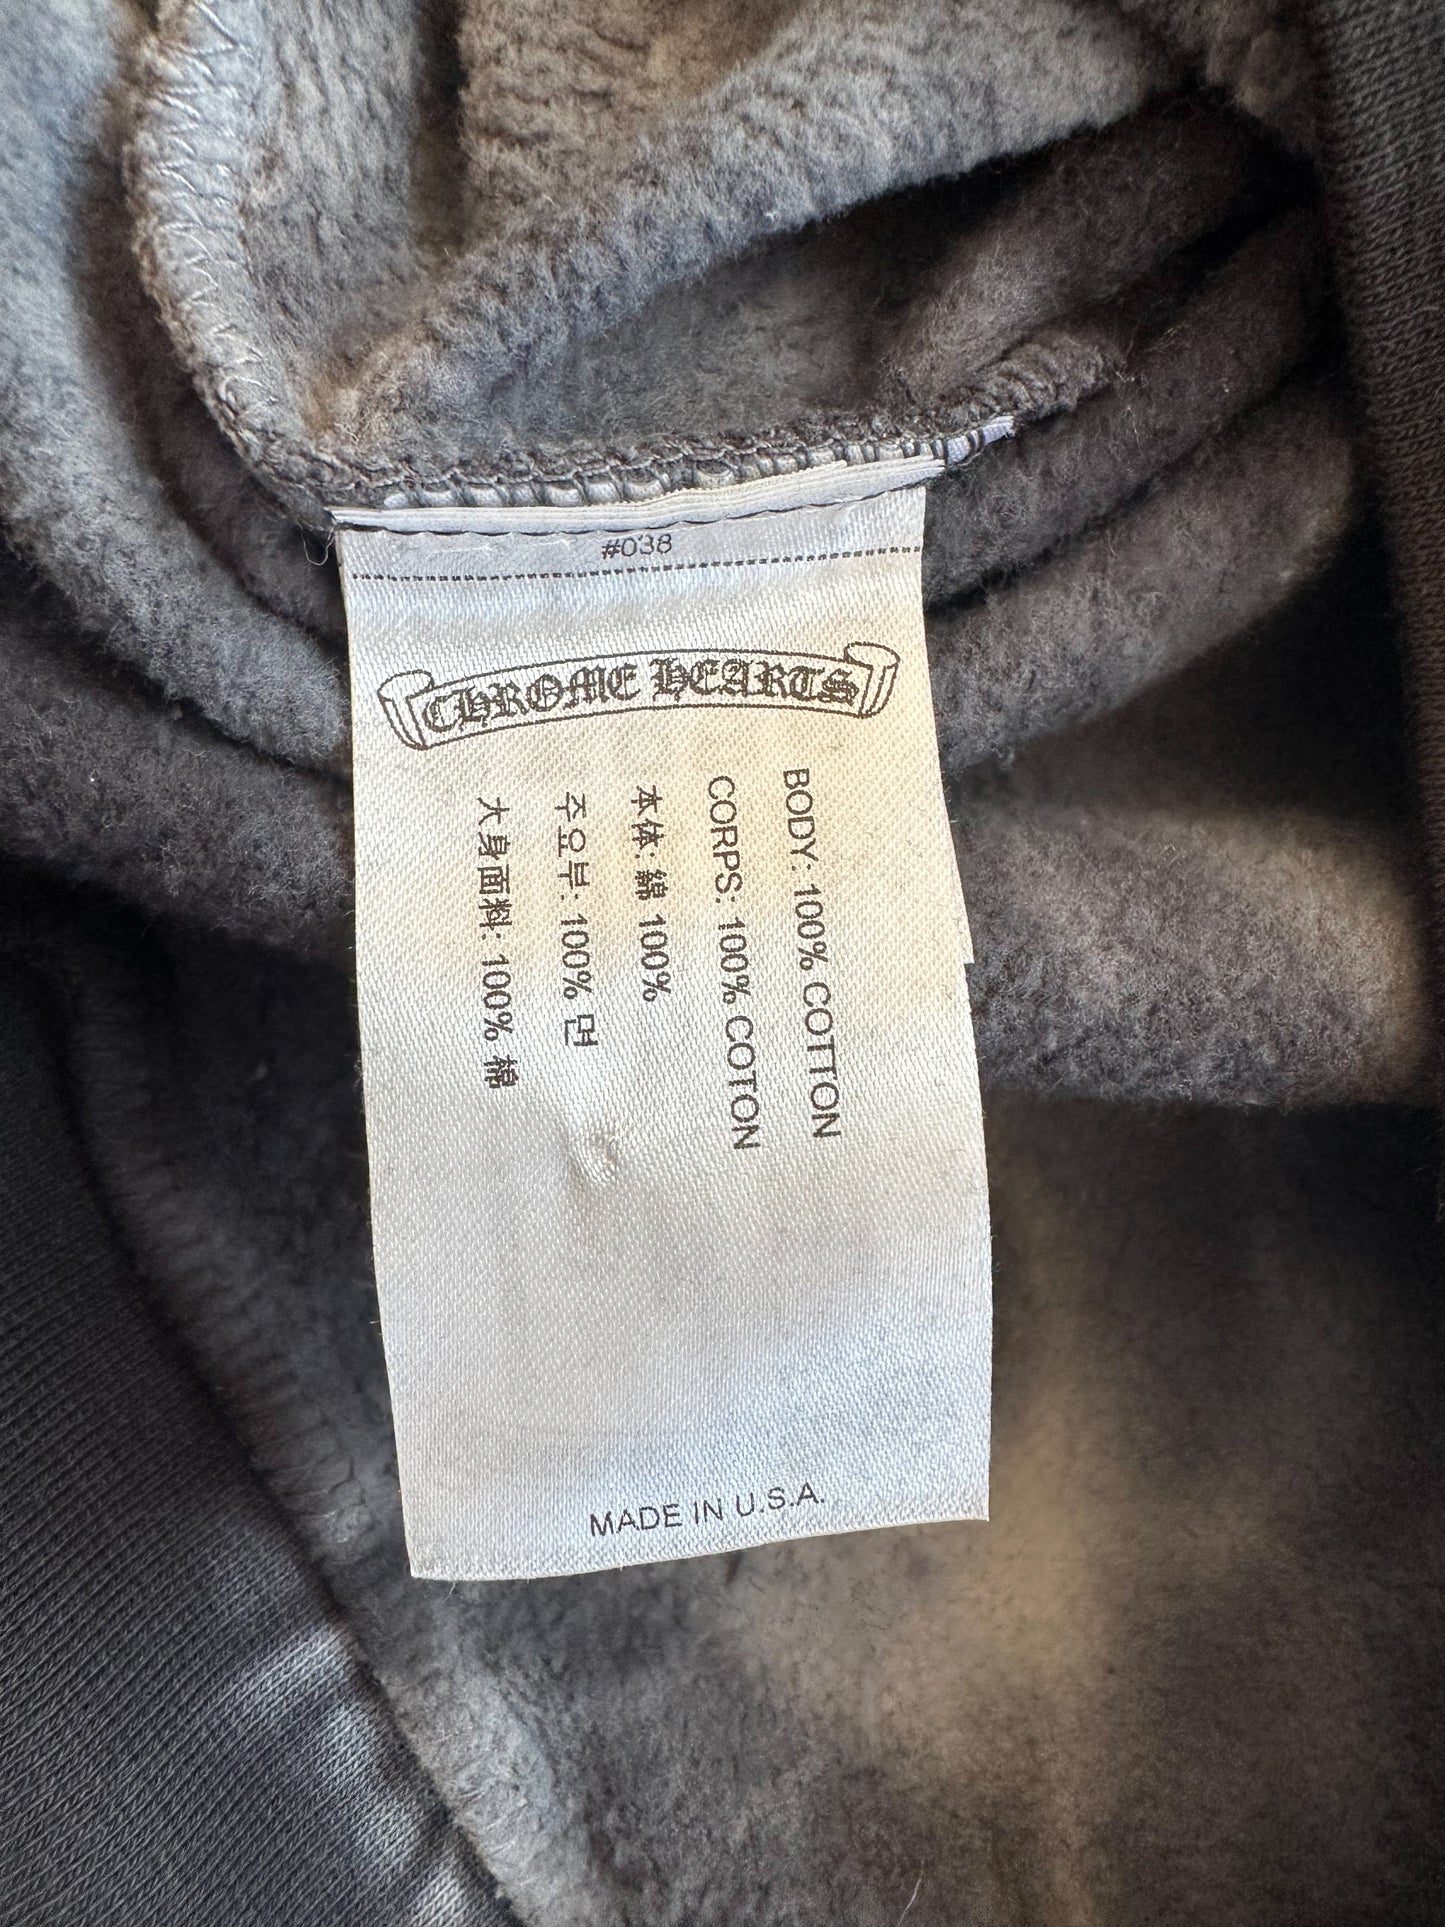 #038
CHROME HEARTS
BODY: 100% COTTON
CORPS: 100% COTON
本体: 綿 100%
주요부: 100% 면
大身面料: 100% 棉
MADE IN U.S.A.